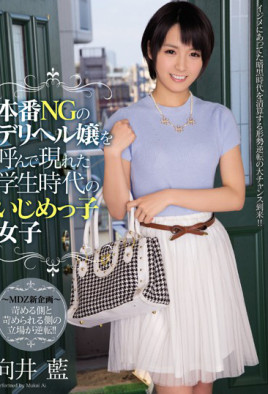 イジメにあってた暗黒時代を清算する形勢逆転の大チャンス到来!!
本番NGの
デリヘル嬢を
呼んで現れた
学生時代の
いじめっ子
女子
～MDZ新企画～
苛める側と
苛められる側の
立場が逆転!!
向井 藍
Performed by Mukai Ai